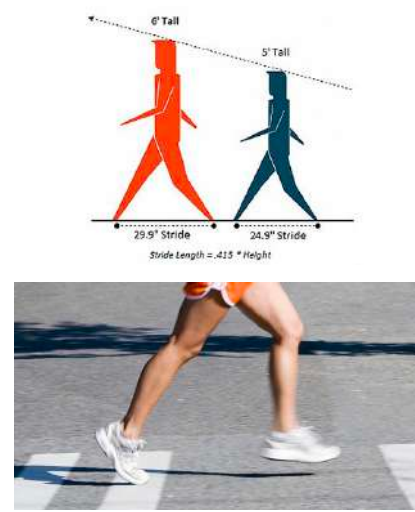 6' Tall
5' Tall
29.9" Stride
24.9" Stride
Stride Length = .415 * Height